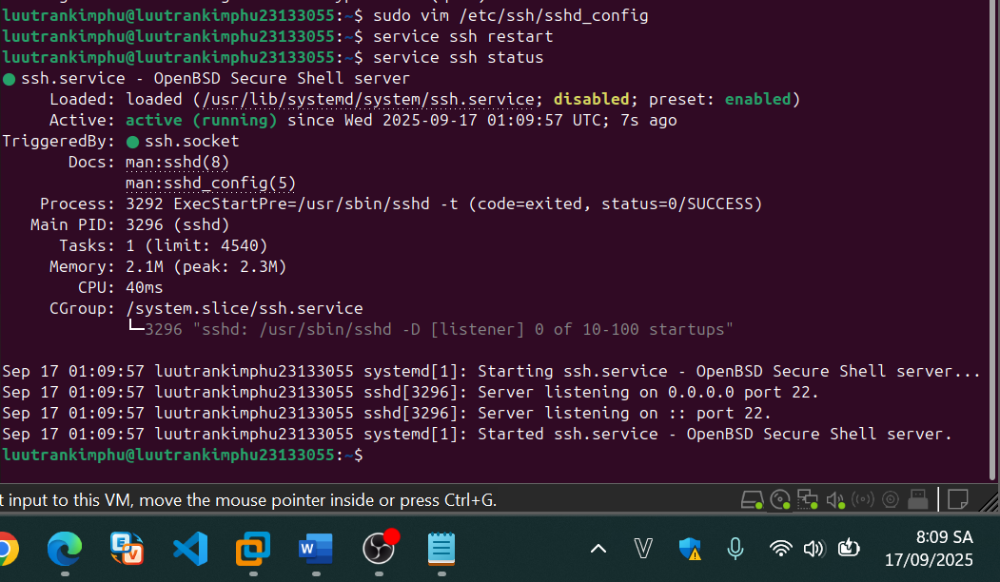 luutrankimphu@luutrankimphu23133055:~$ sudo vim /etc/ssh/sshd_config
luutrankimphu@luutrankimphu23133055:~$ service ssh restart
luutrankimphu@luutrankimphu23133055:~$ service ssh status
● ssh.service - OpenBSD Secure Shell server
Loaded: loaded (/usr/lib/systemd/system/ssh.service; disabled; preset: enabled)
Active: active (running) since Wed 2025-09-17 01:09:57 UTC; 7s ago
TriggeredBy: ● ssh.socket
Docs: man:sshd(8)
man:sshd_config(5)
Process: 3292 ExecStartPre=/usr/sbin/sshd -t (code=exited, status=0/SUCCESS)
Main PID: 3296 (sshd)
Tasks: 1 (limit: 4540)
Memory: 2.1M (peak: 2.3M)
CPU: 40ms
CGroup: /system.slice/ssh.service
└─3296 "sshd: /usr/sbin/sshd -D [listener] 0 of 10-100 startups"
Sep 17 01:09:57 luutrankimphu23133055 systemd[1]: Starting ssh.service - OpenBSD Secure Shell server...
Sep 17 01:09:57 luutrankimphu23133055 sshd[3296]: Server listening on 0.0.0.0 port 22.
Sep 17 01:09:57 luutrankimphu23133055 sshd[3296]: Server listening on :: port 22.
Sep 17 01:09:57 luutrankimphu23133055 systemd[1]: Started ssh.service - OpenBSD Secure Shell server.
luutrankimphu@luutrankimphu23133055:~$
t input to this VM, move the mouse pointer inside or press Ctrl+G.
8:09 SA
17/09/2025